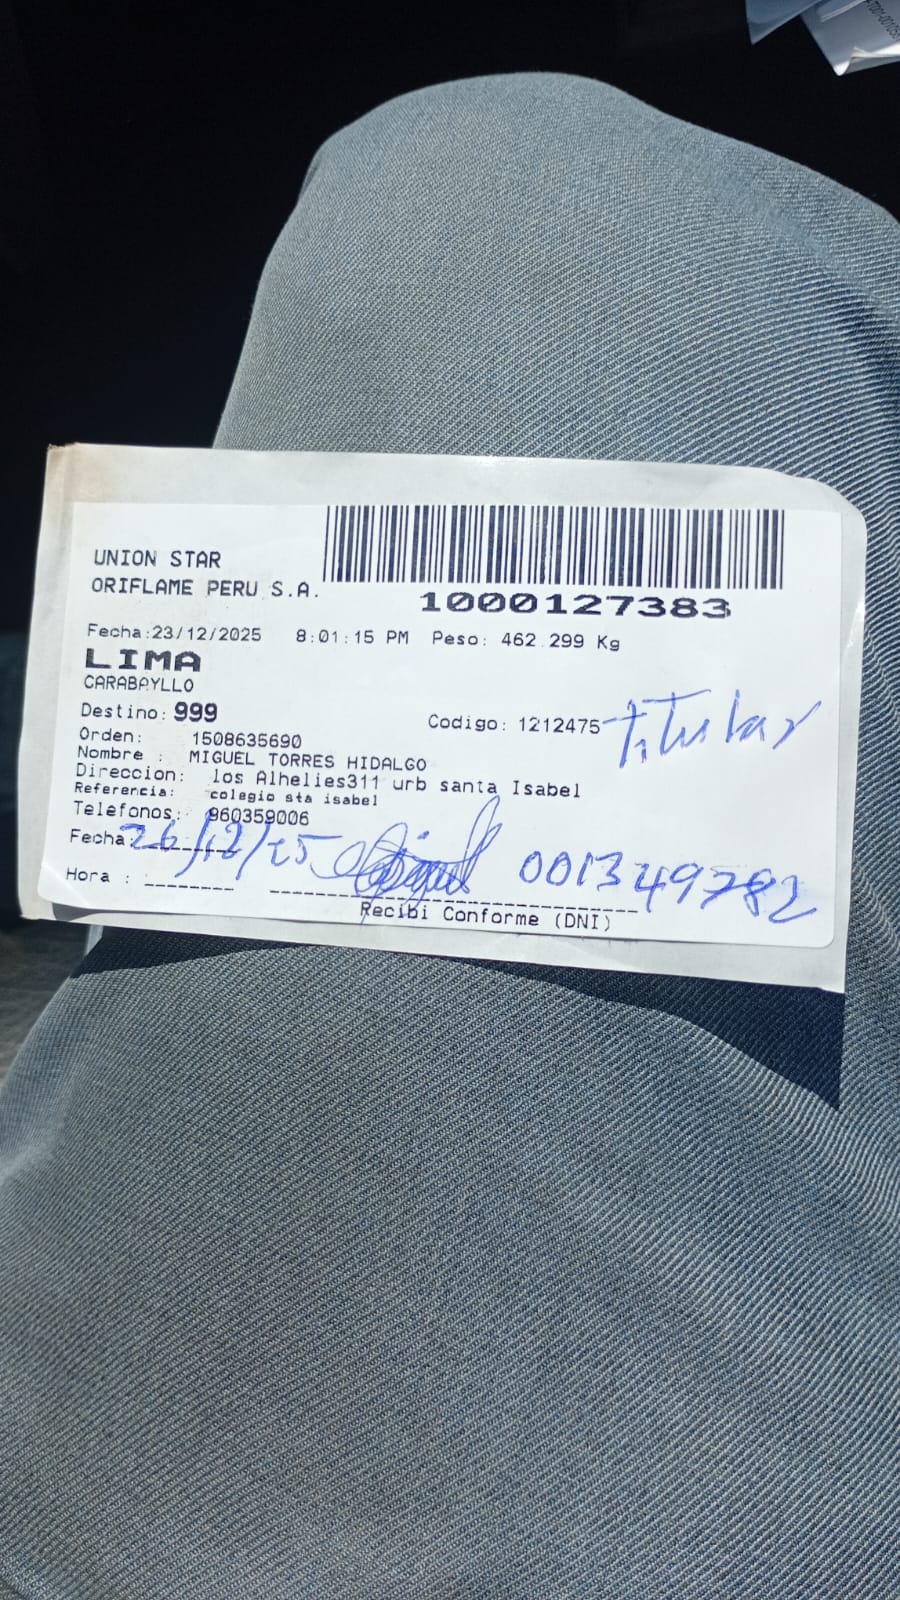 UNION STAR
ORIFLAME PERU S.A.
1000127383
Fecha:23/12/2025 8:01:15 PM Peso: 462.299 Kg
LIMA
CARABAYLLO
Destino: 999
Codigo: 1212475 titular
Orden: 1508635690
Nombre : MIGUEL TORRES HIDALGO
Direccion: los Alhelies311 urb santa Isabel
Referencia: colegio sta isabel
Telefonos: 960359006
Fecha: 26/12/25 001349782
Hora :
Recibi Conforme (DNI)